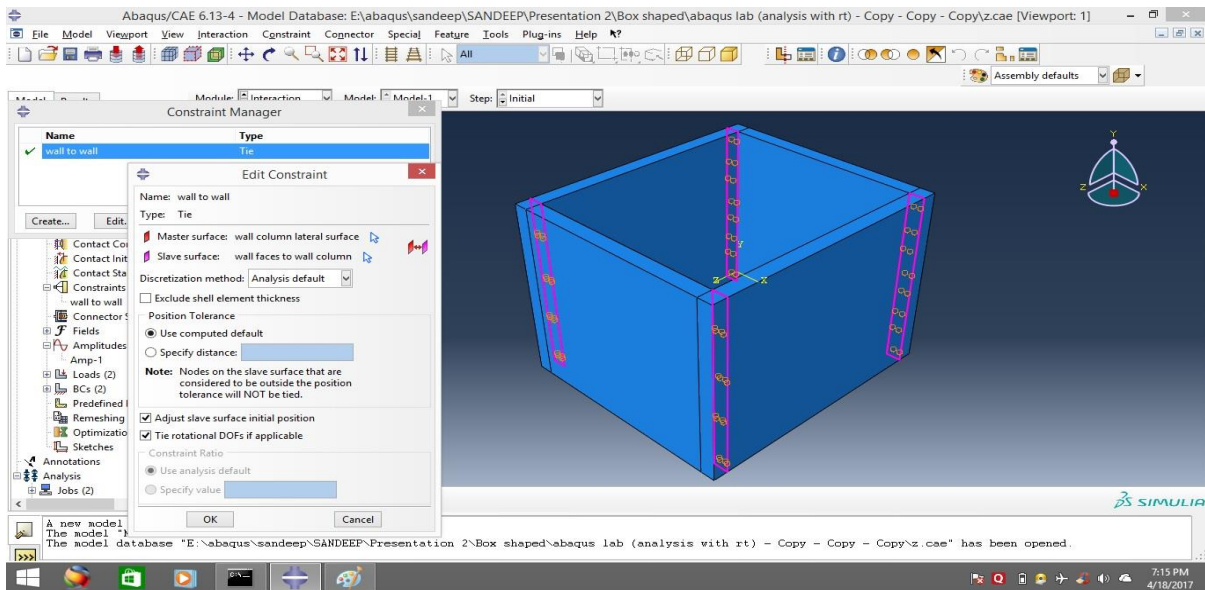 Abaqus/CAE 6.13-4 - Model Database: E:\abaqus\sandeep\SANDEEP\Presentation 2\Box shaped\abaqus lab (analysis with rt) - Copy - Copy - Copy\z.cae [Viewport: 1]
File Model Viewport View Interaction Constraint Connector Special Feature Tools Plug-ins Help
All
Assembly defaults
Module: Interaction Model: Model-1 Step: Initial
Constraint Manager
Name Type
wall to wall Tie
Create... Edit.
Edit Constraint
Name: wall to wall
Type: Tie
Master surface: wall column lateral surface
Slave surface: wall faces to wall column
Discretization method: Analysis default
Exclude shell element thickness
Position Tolerance
Use computed default
Specify distance:
Note: Nodes on the slave surface that are
considered to be outside the position
tolerance will NOT be tied.
Adjust slave surface initial position
Tie rotational DOFs if applicable
Constraint Ratio
Use analysis default
Specify value
OK Cancel
Contact Co
Contact Init
Contact Sta
Constraints
wall to wall
Connector S
Fields
Amplitudes
Amp-1
Loads (2)
BCs (2)
Predefined
Remeshing
Optimizatio
Sketches
Annotations
Analysis
Jobs (2)
Y
Z
X
Y
Z
X
SIMULIA
A new model
The model "
The model database "E:\abaqus\sandeep\SANDEEP\Presentation 2\Box shaped\abaqus lab (analysis with rt) - Copy - Copy - Copy\z.cae" has been opened.
>>>
7:15 PM
4/18/2017